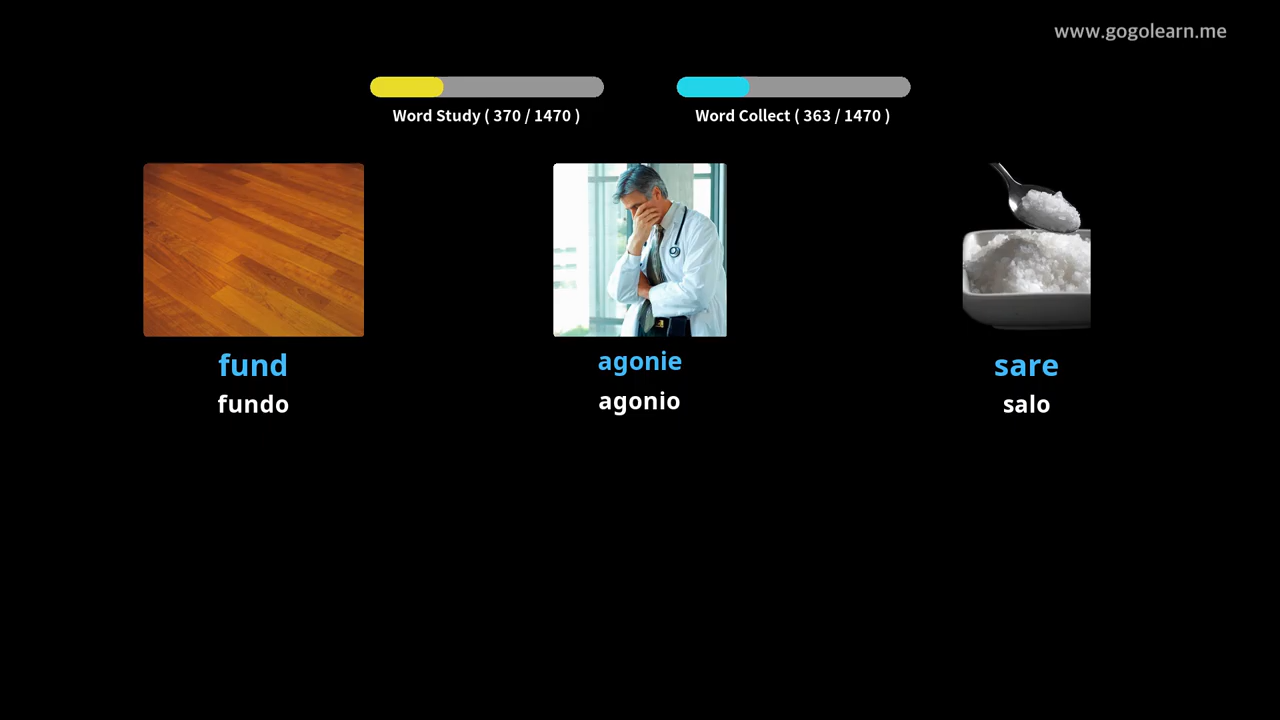 www.gogolearn.me
Word Study ( 370 / 1470 )
Word Collect ( 363 / 1470 )
fund
fundo
agonie
agonio
sare
salo